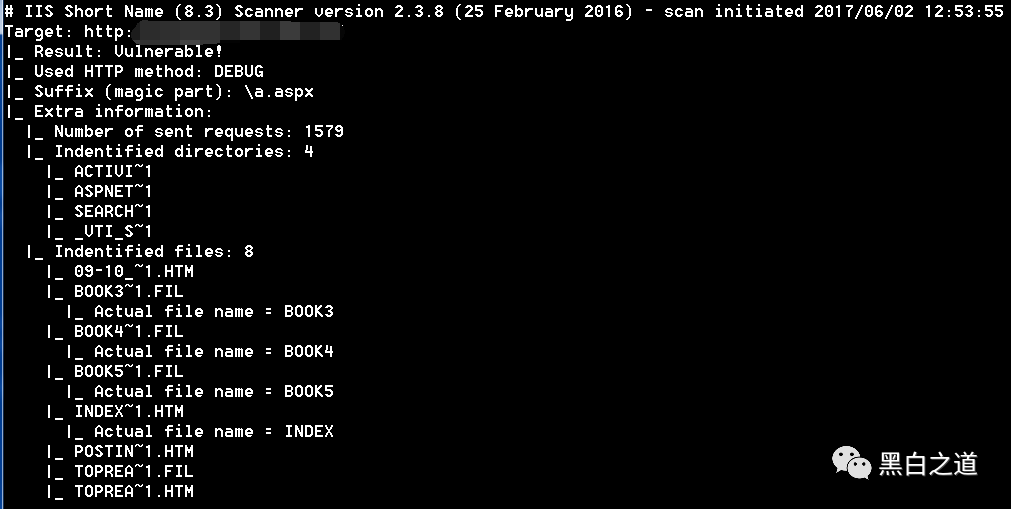 # IIS Short Name (8.3) Scanner version 2.3.8 (25 February 2016) - scan initiated 2017/06/02 12:53:55
Target: http:
|_ Result: Vulnerable!
|_ Used HTTP method: DEBUG
|_ Suffix (magic part): \a.aspx
|_ Extra information:
|_ Number of sent requests: 1579
|_ Indentified directories: 4
|_ ACTIVI~1
|_ ASPNET~1
|_ SEARCH~1
|_ _VTI_S~1
|_ Indentified files: 8
|_ 09-10_~1.HTM
|_ BOOK3~1.FIL
|_ Actual file name = BOOK3
|_ BOOK4~1.FIL
|_ Actual file name = BOOK4
|_ BOOK5~1.FIL
|_ Actual file name = BOOK5
|_ INDEX~1.HTM
|_ Actual file name = INDEX
|_ POSTIN~1.HTM
|_ TOPREA~1.FIL
|_ TOPREA~1.HTM
黑白之道